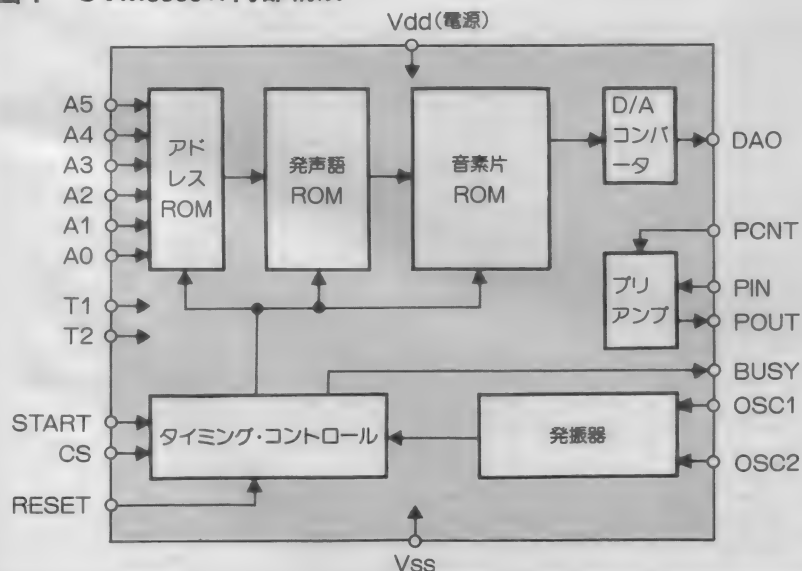 Vdd(電源)
A5
A4
A3
A2
A1
A0
T1
T2
START
CS
RESET
アド
レス
ROM
発声語
ROM
音素片
ROM
D/A
コンバ
ータ
DAO
PCNT
プリ
アンプ
PIN
POUT
BUSY
タイミング・コントロール
発振器
OSC1
OSC2
Vss